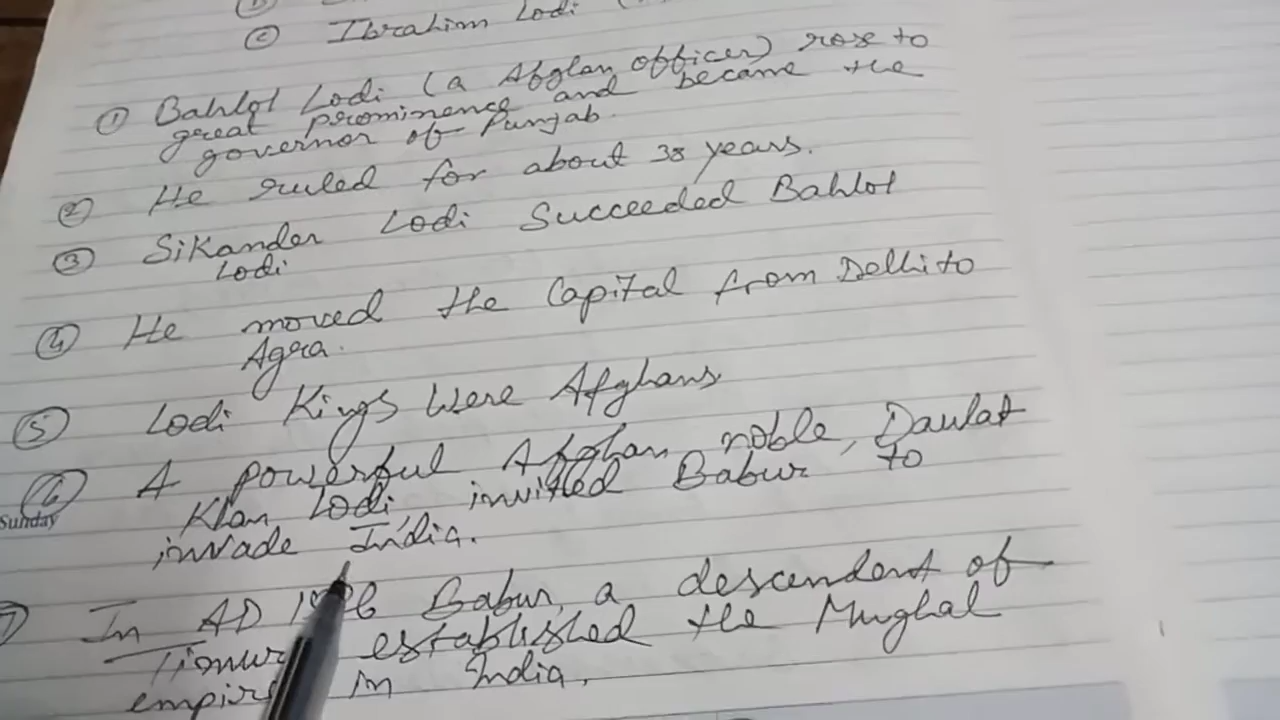 © Ibrahim Lodi (
① Bahlol Lodi (a Afglan officer) rose to
great prominence and became the
governor of Punjab.
② He ruled for about 38 years.
③ Sikander Lodi Succeeded Bahlol
Lodi
④ He moved the Capital from Delhi to
Agra.
⑤ Lodi Kings Were Afghans
⑥ A powerful Afghan noble, Daulat
Khan Lodi invited Babur to
invade India.
Sunday
In AD Babur, a descendent of
Timur established the Mughal
empire in India.